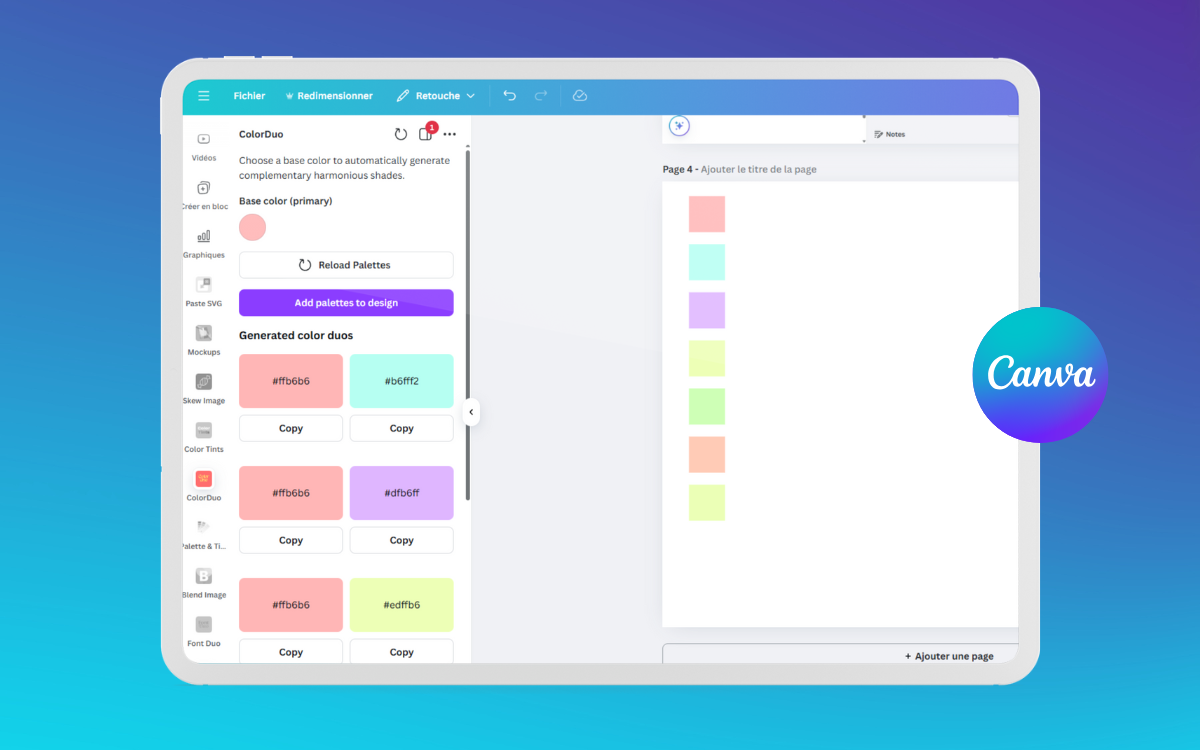 Fichier
Redimensionner
Retouche
Vidéos
Créer en bloc
Graphiques
Paste SVG
Mockups
Skew Image
Color Tints
ColorDuo
Palette & Ti...
Blend Image
Font Duo
ColorDuo
1
Choose a base color to automatically generate
complementary harmonious shades.
Base color (primary)
Reload Palettes
Add palettes to design
Generated color duos
#ffb6b6
#b6fff2
Copy
Copy
#ffb6b6
#dfb6ff
Copy
Copy
#ffb6b6
#edffb6
Copy
Copy
Notes
Page 4 - Ajouter le titre de la page
+ Ajouter une page
Canva